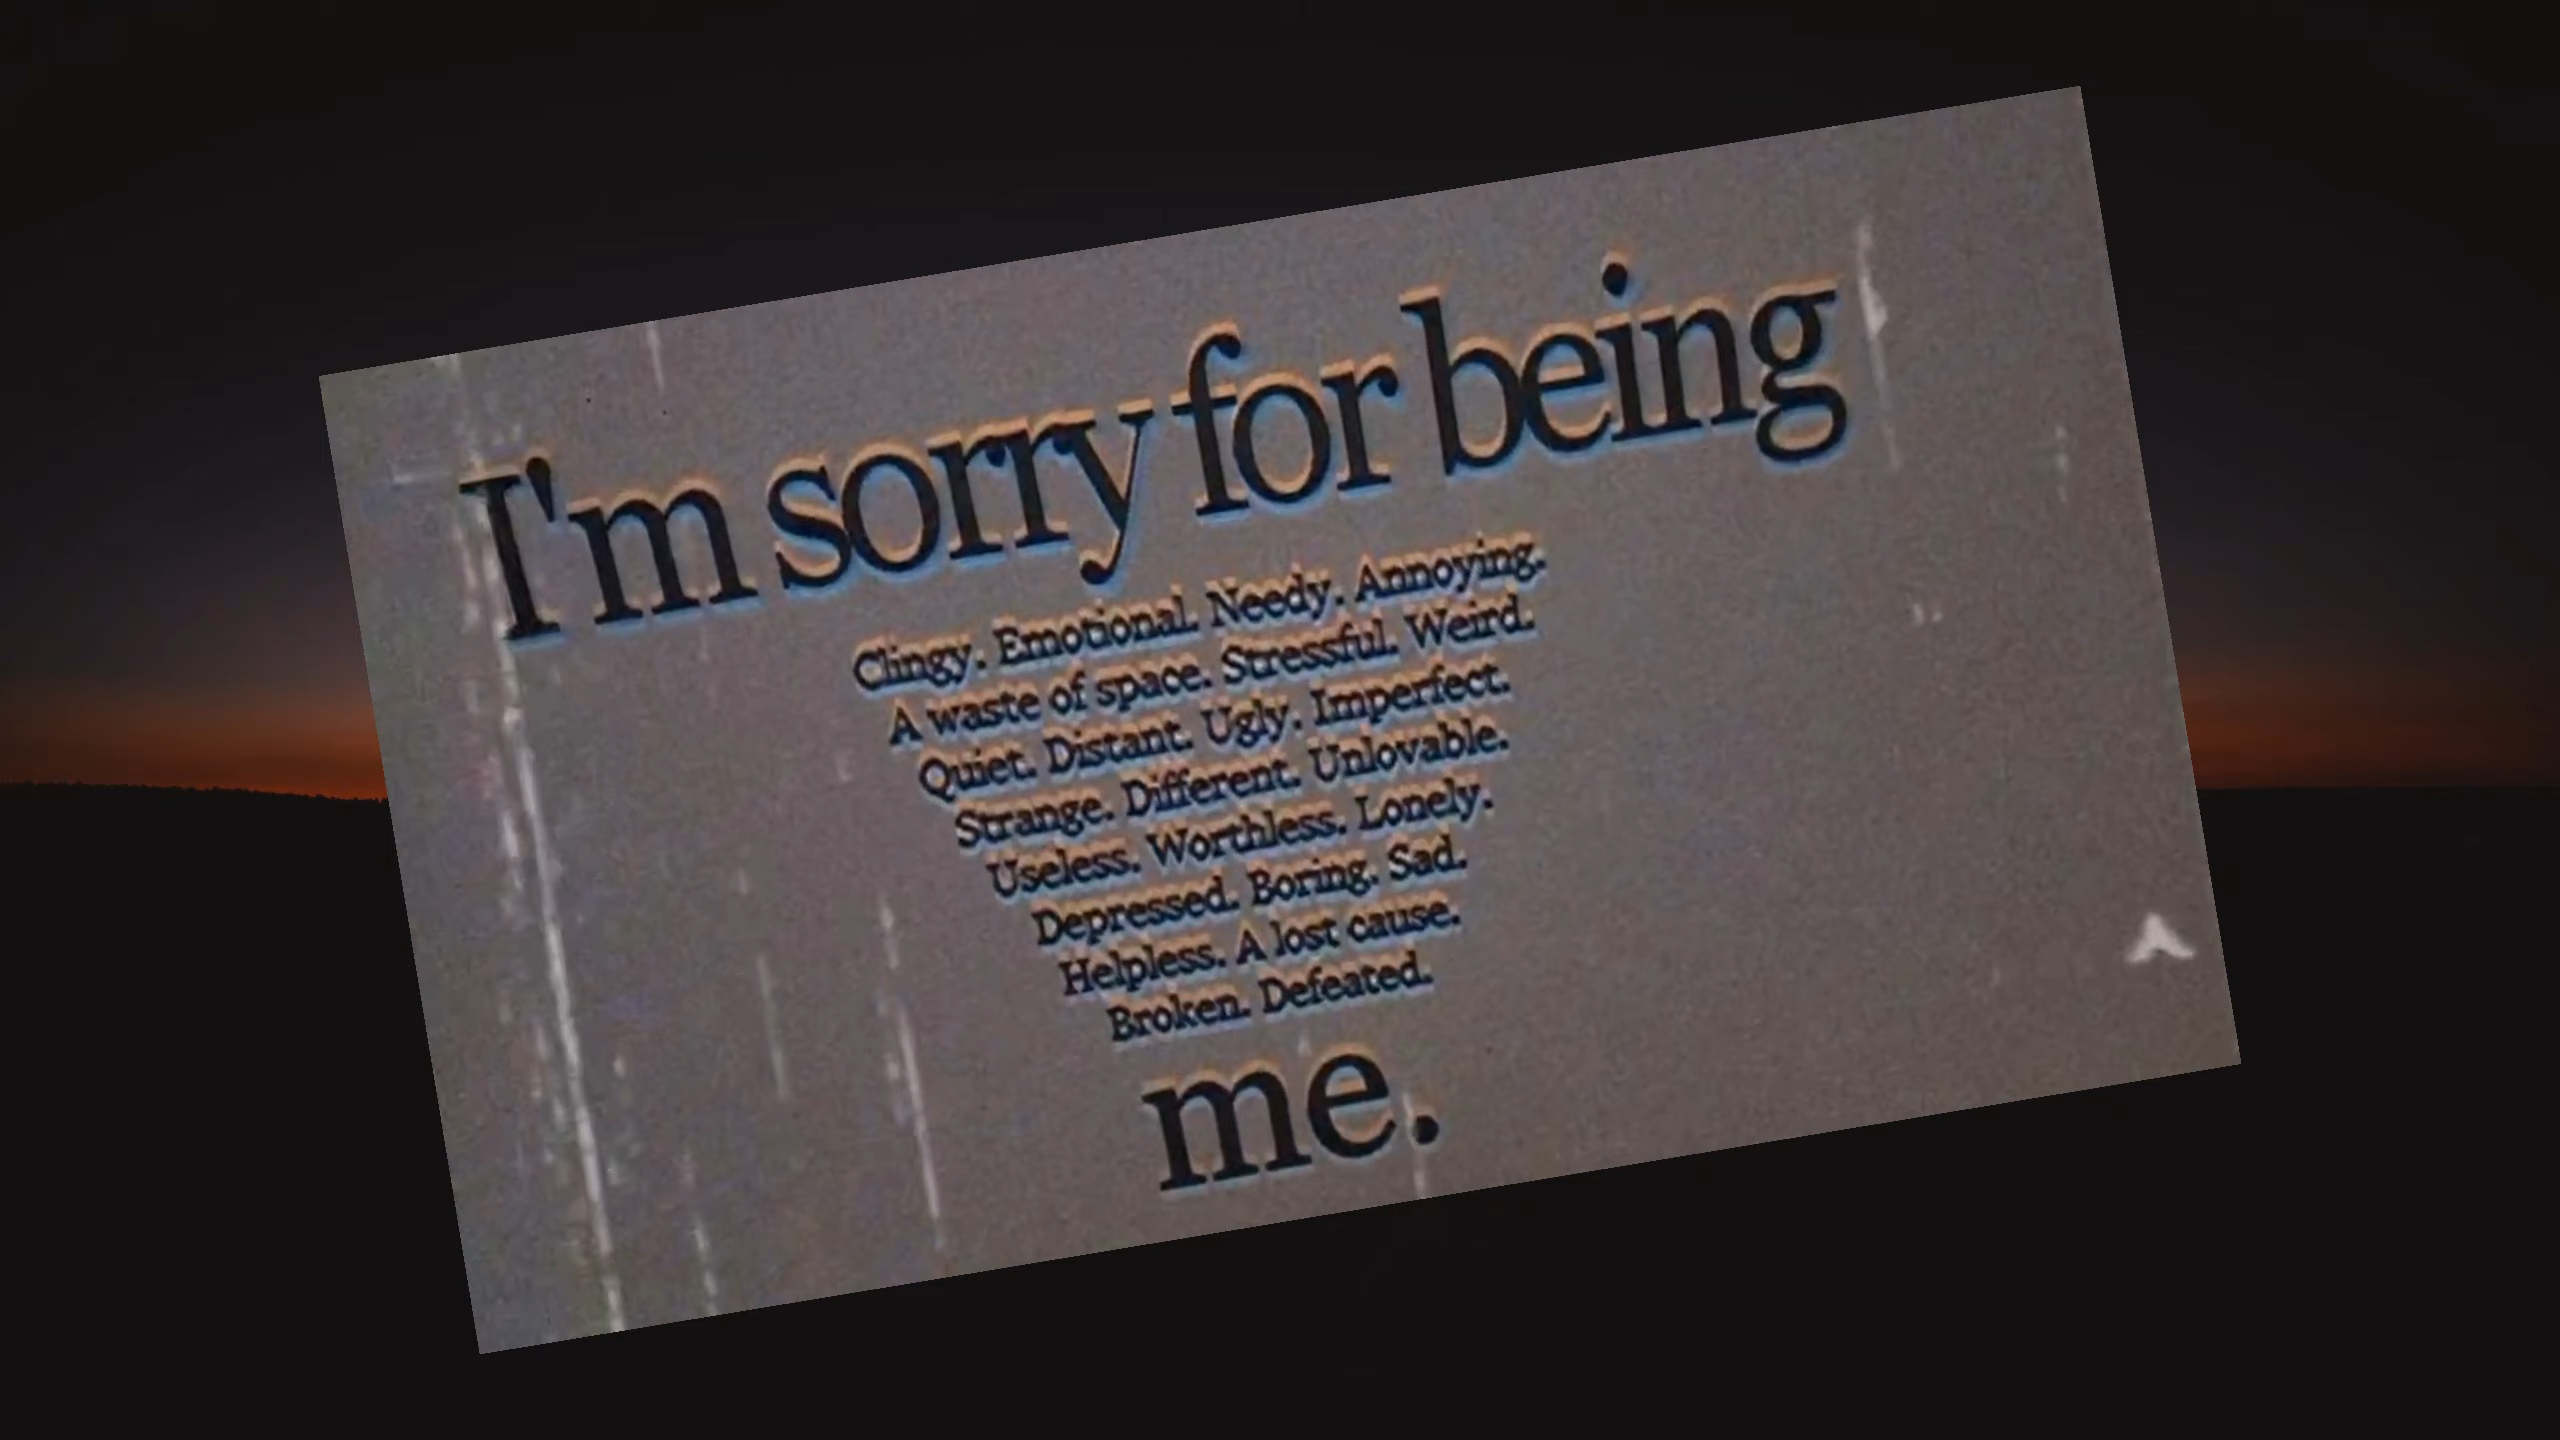 I'm sorry for being
Clingy. Emotional. Needy. Annoying.
A waste of space. Stressful. Weird.
Quiet. Distant. Ugly. Imperfect.
Strange. Different. Unlovable.
Useless. Worthless. Lonely.
Depressed. Boring. Sad.
Helpless. A lost cause.
Broken. Defeated.
me.